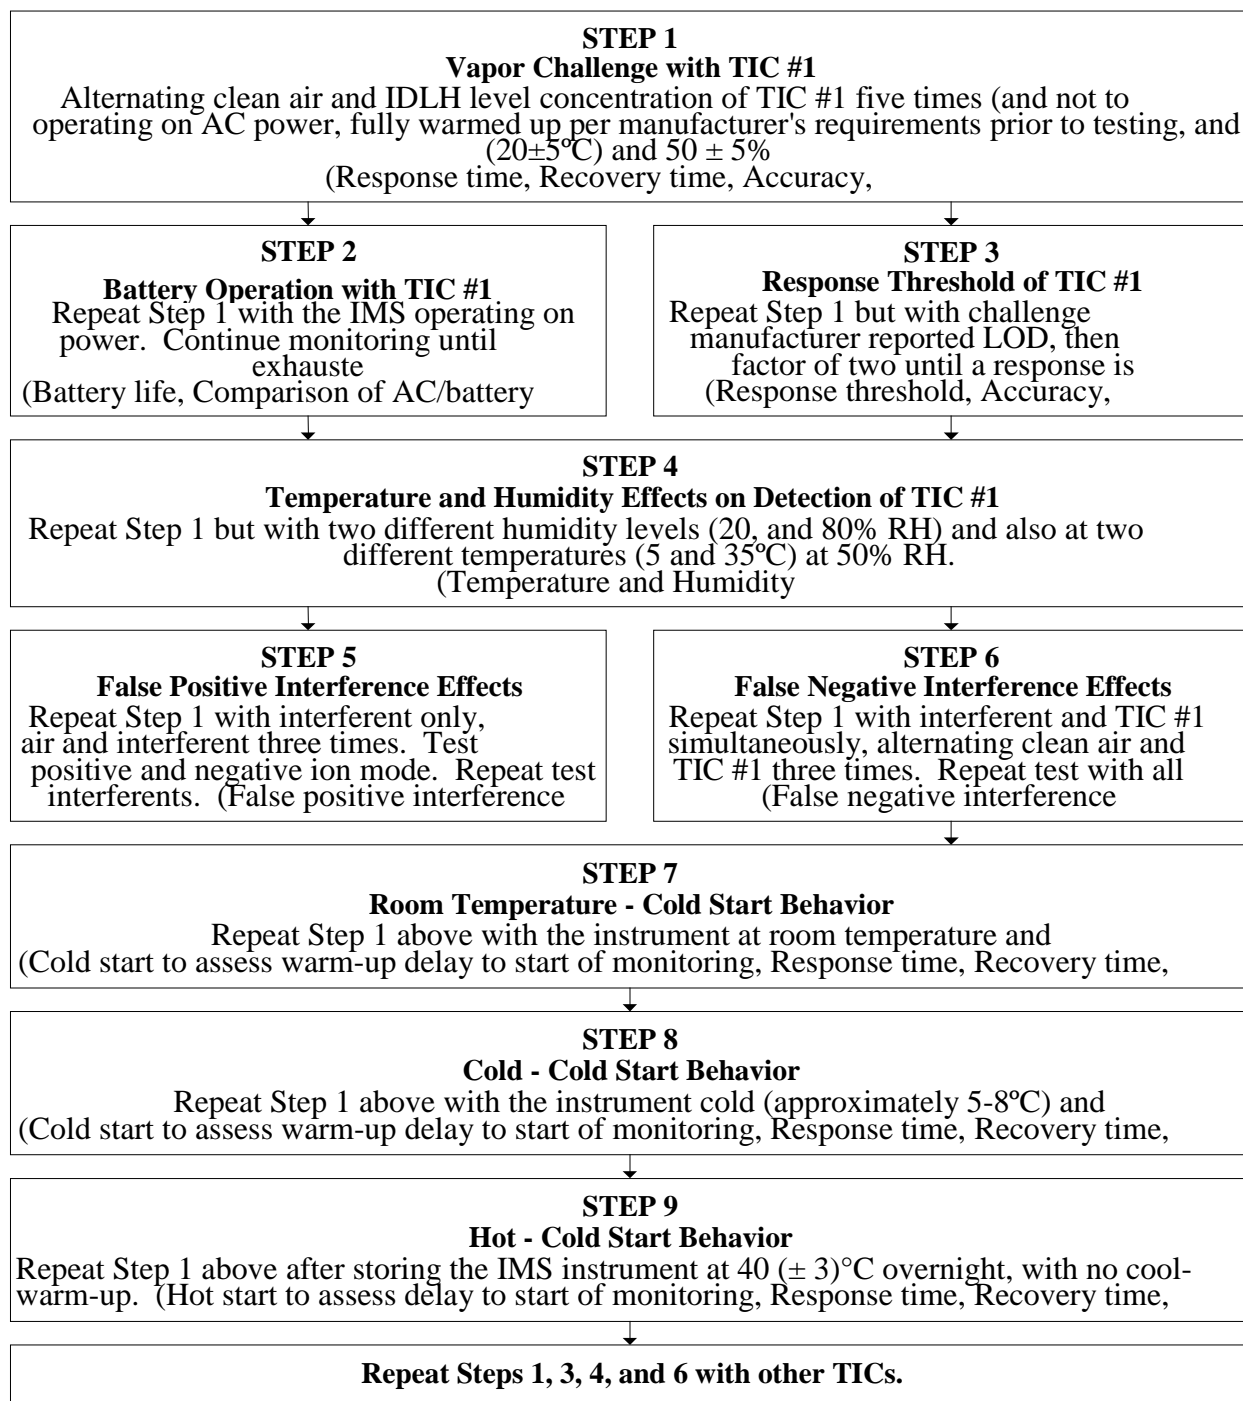 STEP 1
Vapor Challenge with TIC #1
Alternating clean air and IDLH level concentration of TIC #1 five times (and not to
operating on AC power, fully warmed up per manufacturer's requirements prior to testing, and
(20±5ºC) and 50 ± 5%
(Response time, Recovery time, Accuracy,
STEP 2
Battery Operation with TIC #1
Repeat Step 1 with the IMS operating on
power. Continue monitoring until
exhauste
(Battery life, Comparison of AC/battery
STEP 3
Response Threshold of TIC #1
Repeat Step 1 but with challenge
manufacturer reported LOD, then
factor of two until a response is
(Response threshold, Accuracy,
STEP 4
Temperature and Humidity Effects on Detection of TIC #1
Repeat Step 1 but with two different humidity levels (20, and 80% RH) and also at two
different temperatures (5 and 35ºC) at 50% RH.
(Temperature and Humidity
STEP 5
False Positive Interference Effects
Repeat Step 1 with interferent only,
air and interferent three times. Test
positive and negative ion mode. Repeat test
interferents. (False positive interference
STEP 6
False Negative Interference Effects
Repeat Step 1 with interferent and TIC #1
simultaneously, alternating clean air and
TIC #1 three times. Repeat test with all
(False negative interference
STEP 7
Room Temperature - Cold Start Behavior
Repeat Step 1 above with the instrument at room temperature and
(Cold start to assess warm-up delay to start of monitoring, Response time, Recovery time,
STEP 8
Cold - Cold Start Behavior
Repeat Step 1 above with the instrument cold (approximately 5-8ºC) and
(Cold start to assess warm-up delay to start of monitoring, Response time, Recovery time,
STEP 9
Hot - Cold Start Behavior
Repeat Step 1 above after storing the IMS instrument at 40 (± 3)°C overnight, with no cool-
warm-up. (Hot start to assess delay to start of monitoring, Response time, Recovery time,
Repeat Steps 1, 3, 4, and 6 with other TICs.